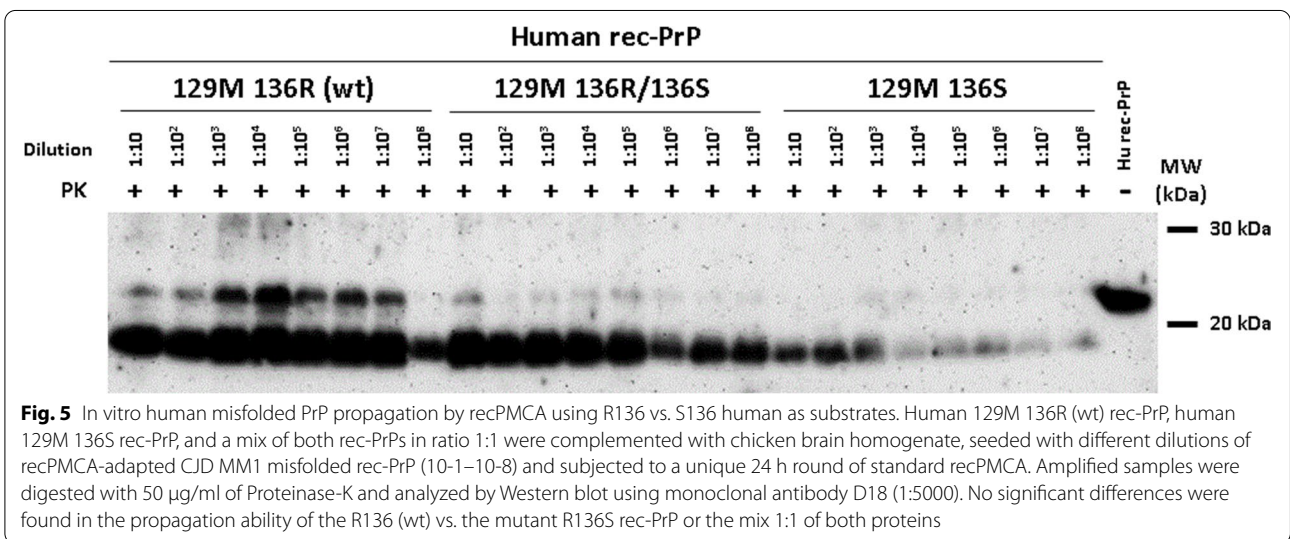 Human rec-PrP
129M 136R (wt) 129M 136R/136S 129M 136S
Dilution 1:10 1:10² 1:10³ 1:10⁴ 1:10⁵ 1:10⁶ 1:10⁷ 1:10⁸ 1:10 1:10² 1:10³ 1:10⁴ 1:10⁵ 1:10⁶ 1:10⁷ 1:10⁸ 1:10 1:10² 1:10³ 1:10⁴ 1:10⁵ 1:10⁶ 1:10⁷ 1:10⁸ Hu rec-PrP
PK + + + + + + + + + + + + + + + + + + + + + + + + -
MW
(kDa)
30 kDa
20 kDa
Fig. 5 In vitro human misfolded PrP propagation by recPMCA using R136 vs. S136 human as substrates. Human 129M 136R (wt) rec-PrP, human
129M 136S rec-PrP, and a mix of both rec-PrPs in ratio 1:1 were complemented with chicken brain homogenate, seeded with different dilutions of
recPMCA-adapted CJD MM1 misfolded rec-PrP (10-1–10-8) and subjected to a unique 24 h round of standard recPMCA. Amplified samples were
digested with 50 µg/ml of Proteinase-K and analyzed by Western blot using monoclonal antibody D18 (1:5000). No significant differences were
found in the propagation ability of the R136 (wt) vs. the mutant R136S rec-PrP or the mix 1:1 of both proteins